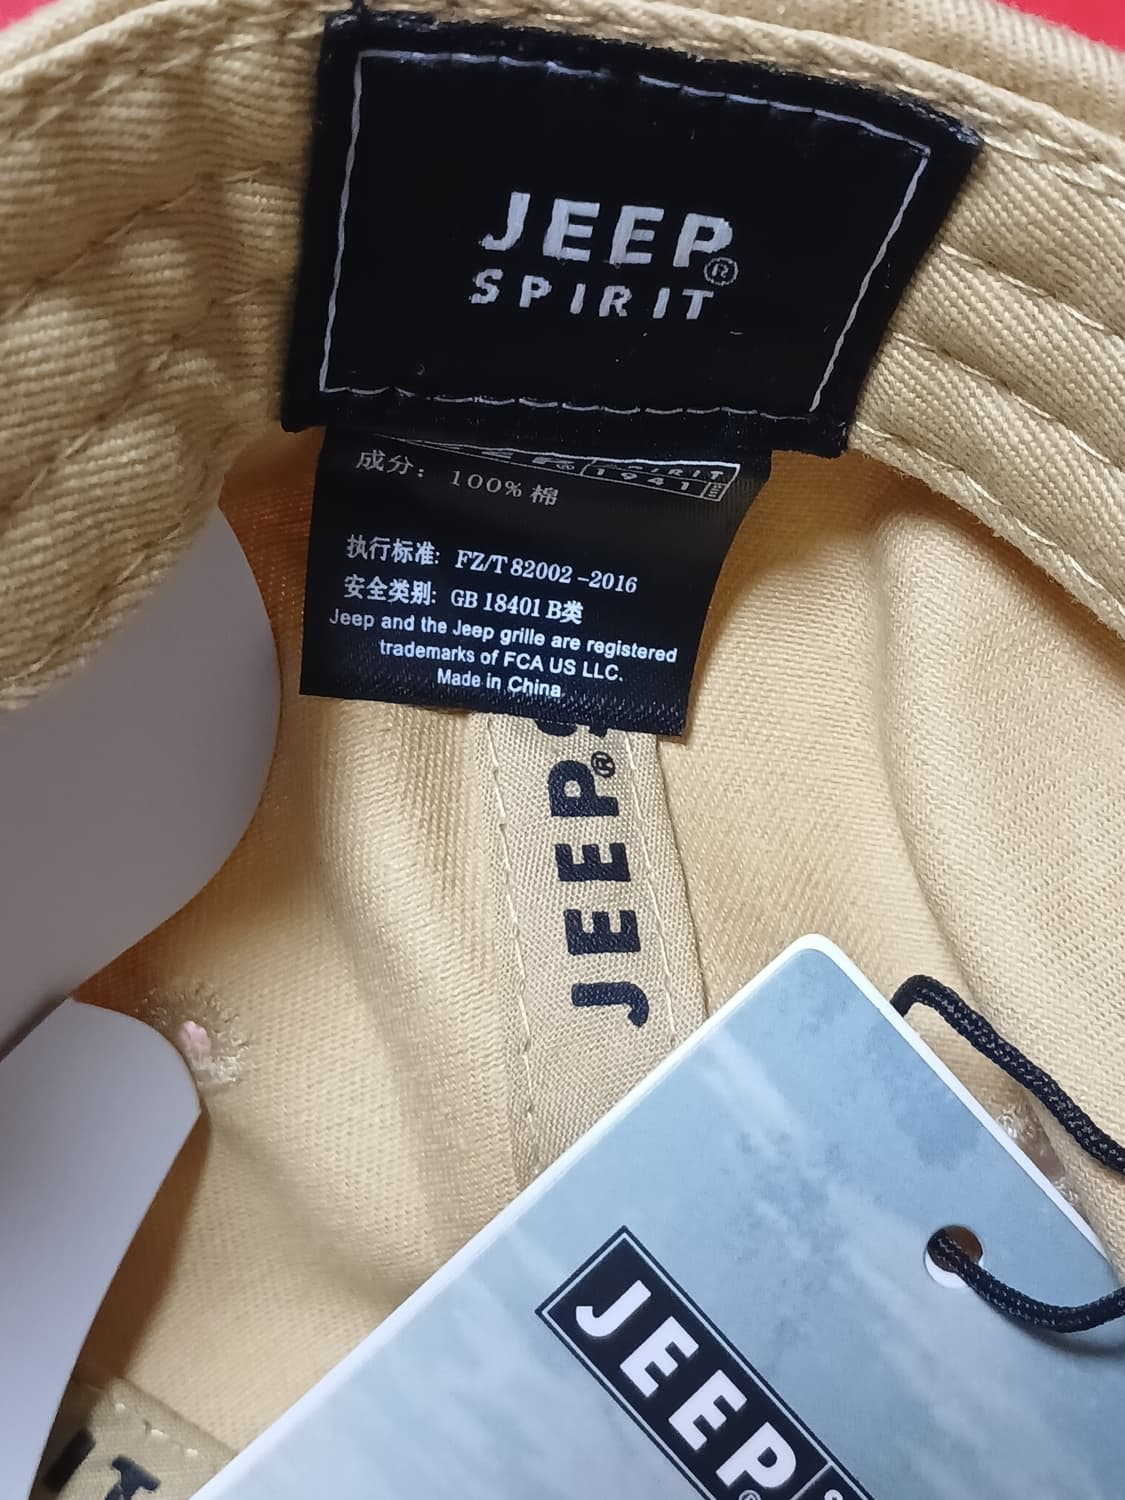 JEEP®
SPIRIT
SPIRIT
1941
成分：100%棉
执行标准: FZ/T 82002-2016
安全类别: GB 18401 B类
Jeep and the Jeep grille are registered
trademarks of FCA US LLC.
Made in China
JEEP®
JEEP